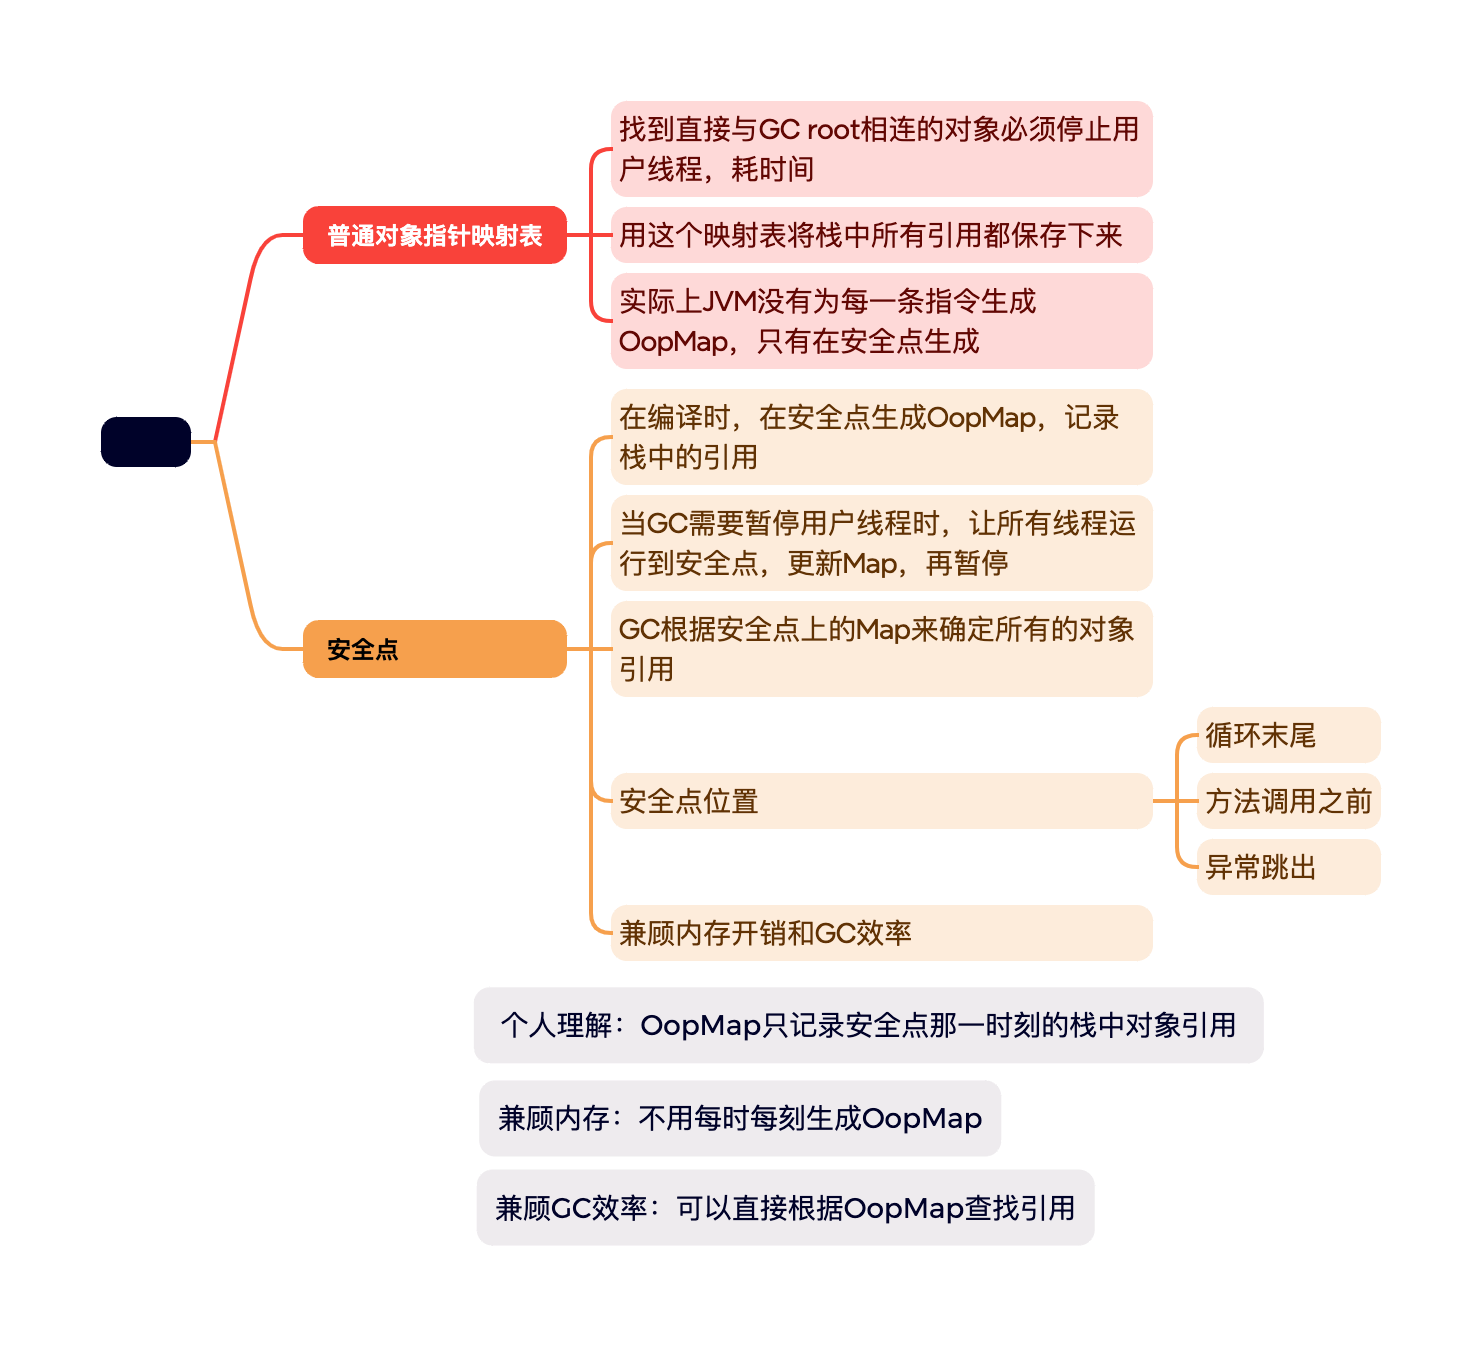 普通对象指针映射表
找到直接与GC root相连的对象必须停止用
户线程，耗时间
用这个映射表将栈中所有引用都保存下来
实际上JVM没有为每一条指令生成
OopMap，只有在安全点生成
安全点
在编译时，在安全点生成OopMap，记录
栈中的引用
当GC需要暂停用户线程时，让所有线程运
行到安全点，更新Map，再暂停
GC根据安全点上的Map来确定所有的对象
引用
安全点位置
循环末尾
方法调用之前
异常跳出
兼顾内存开销和GC效率
个人理解：OopMap只记录安全点那一时刻的栈中对象引用
兼顾内存：不用每时每刻生成OopMap
兼顾GC效率：可以直接根据OopMap查找引用